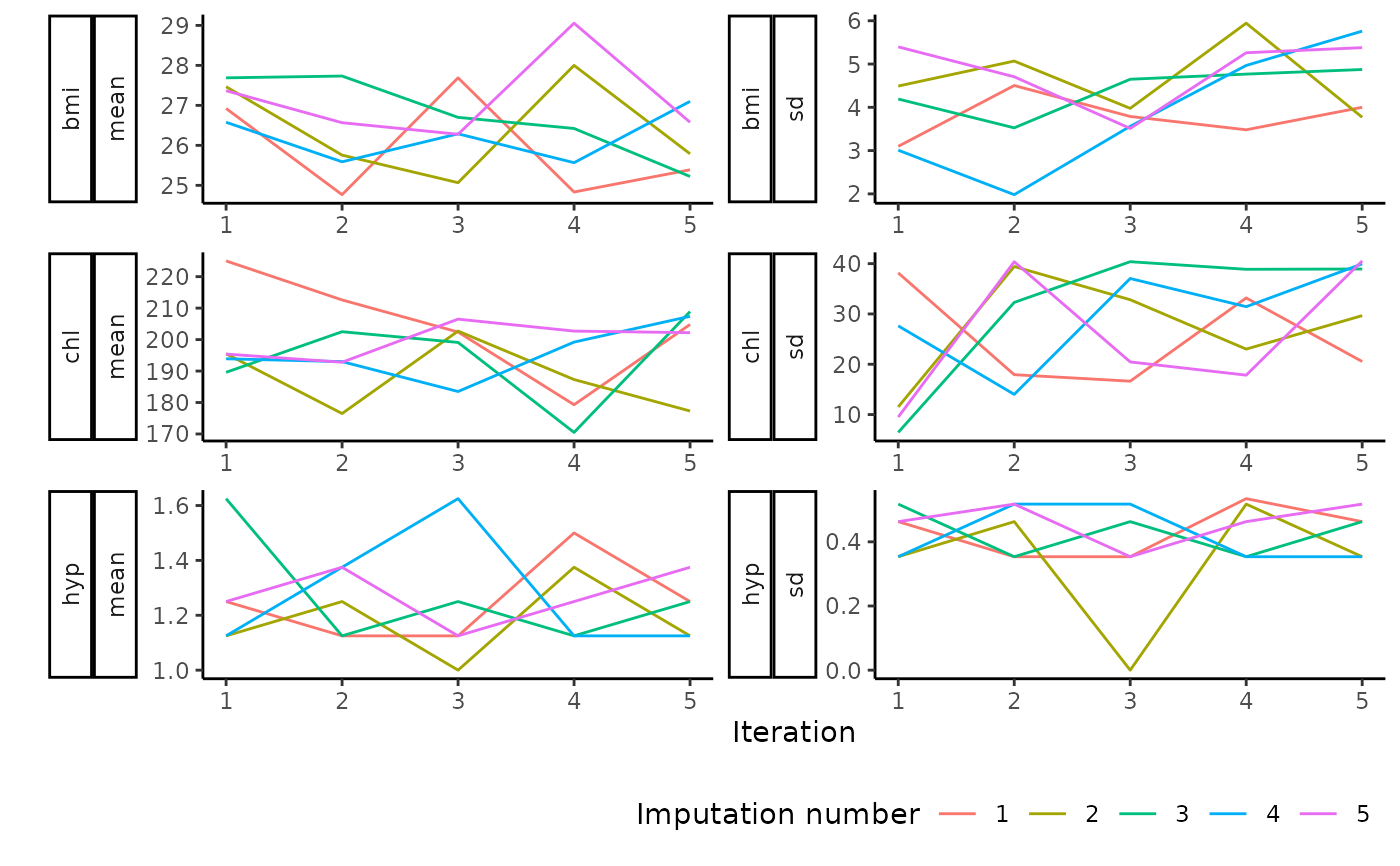 bmi mean
29
28
27
26
25
1 2 3 4 5
bmi sd
6
5
4
3
2
1 2 3 4 5
chl mean
220
210
200
190
180
170
1 2 3 4 5
chl sd
40
30
20
10
1 2 3 4 5
hyp mean
1.6
1.4
1.2
1.0
1 2 3 4 5
hyp sd
0.4
0.2
0.0
1 2 3 4 5
Iteration
Imputation number 1 2 3 4 5